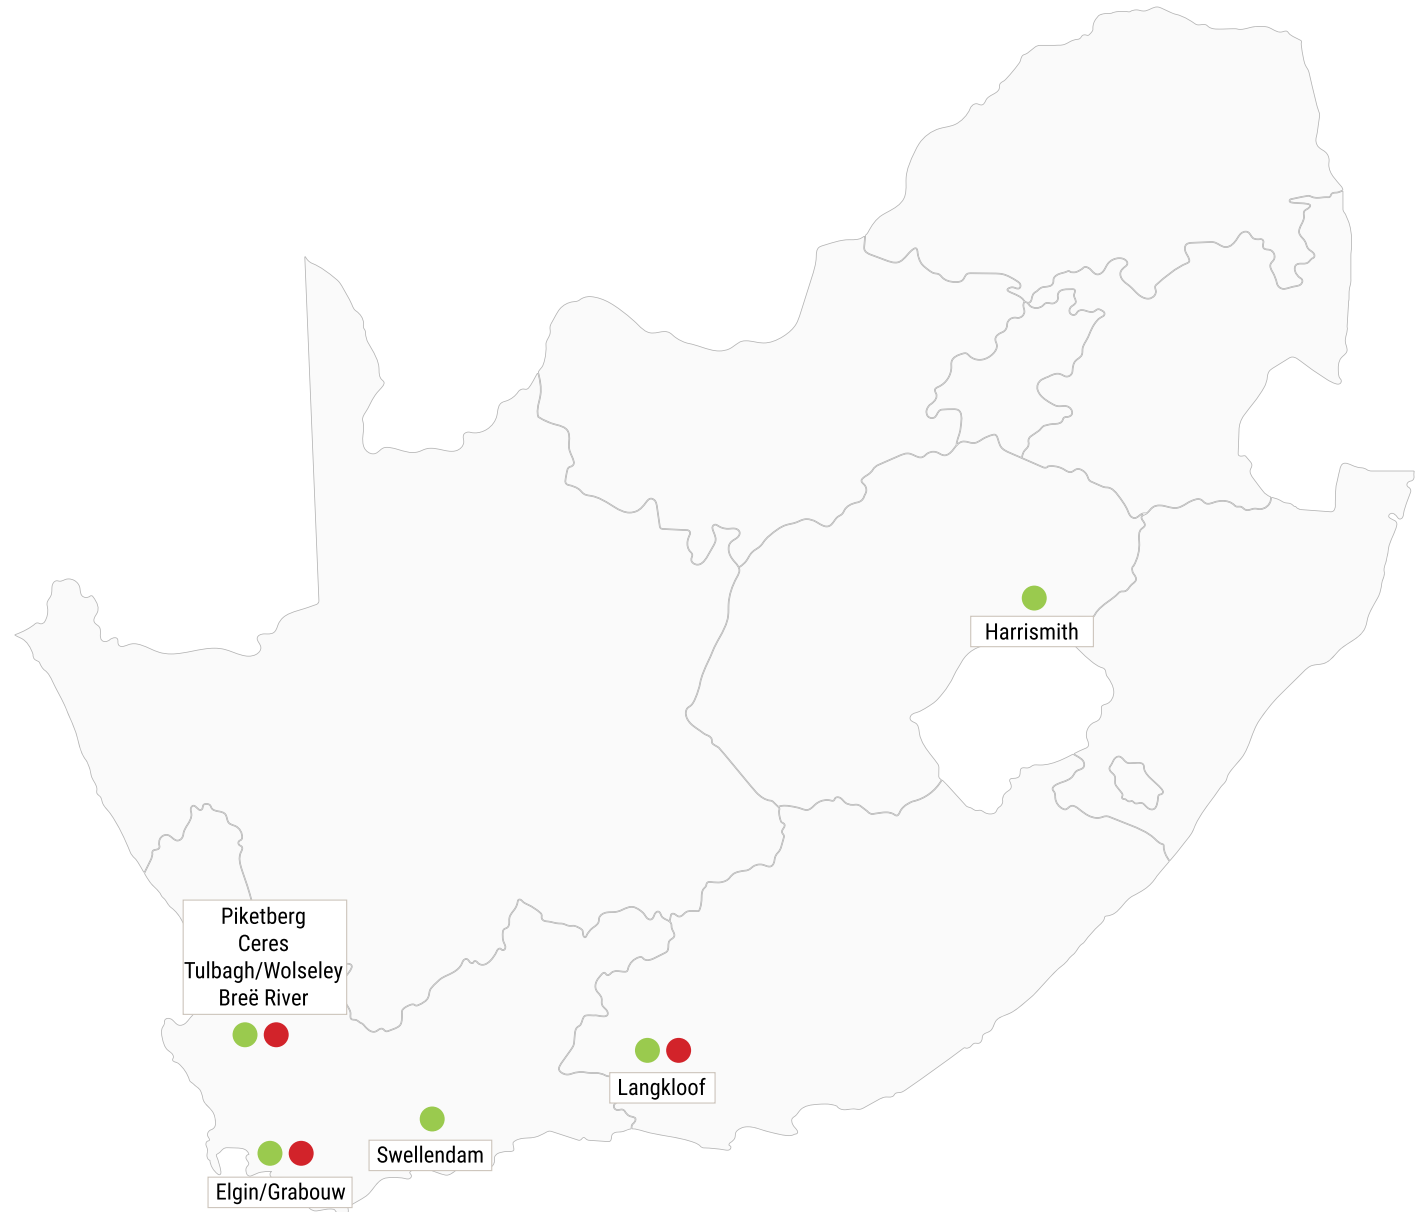 Harrismith
Piketberg
Ceres
Tulbagh/Wolseley
Breë River
Langkloof
Swellendam
Elgin/Grabouw